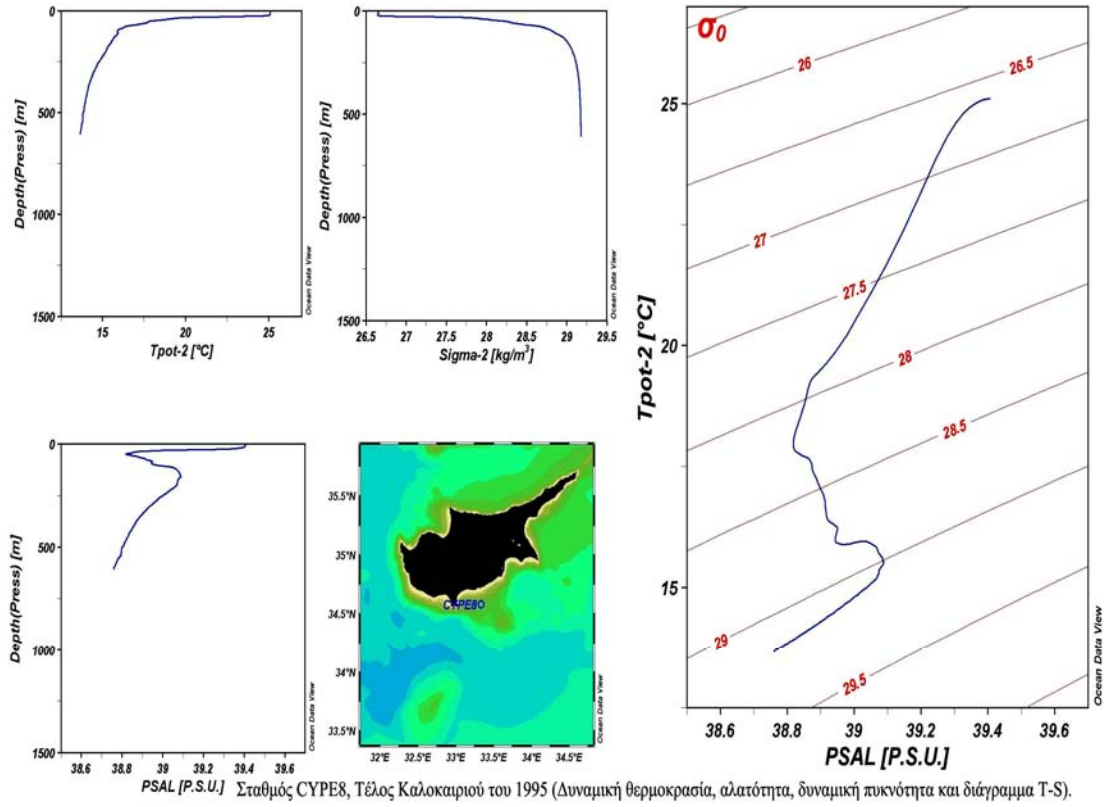 0
500
1000
1500
Depth(Press) [m]
15
20
25
Tpot-2 [°C]
Ocean Data View
0
500
1000
1500
Depth(Press) [m]
26.5
27
27.5
28
28.5
29
29.5
Sigma-2 [kg/m³]
Ocean Data View
0
500
1000
1500
Depth(Press) [m]
38.6
38.8
39
39.2
39.4
39.6
PSAL [P.S.U.]
Ocean Data View
35.5°N
35°N
34.5°N
34°N
33.5°N
32°E
32.5°E
33°E
33.5°E
34°E
34.5°E
CYPE8O
Ocean Data View
σ0
26
26.5
27
27.5
28
28.5
29
29.5
25
20
15
Tpot-2 [°C]
38.6
38.8
39
39.2
39.4
39.6
PSAL [P.S.U.]
Ocean Data View
Σταθμός CYPE8, Τέλος Καλοκαιριού του 1995 (Δυναμική θερμοκρασία, αλατότητα, δυναμική πυκνότητα και διάγραμμα T-S).